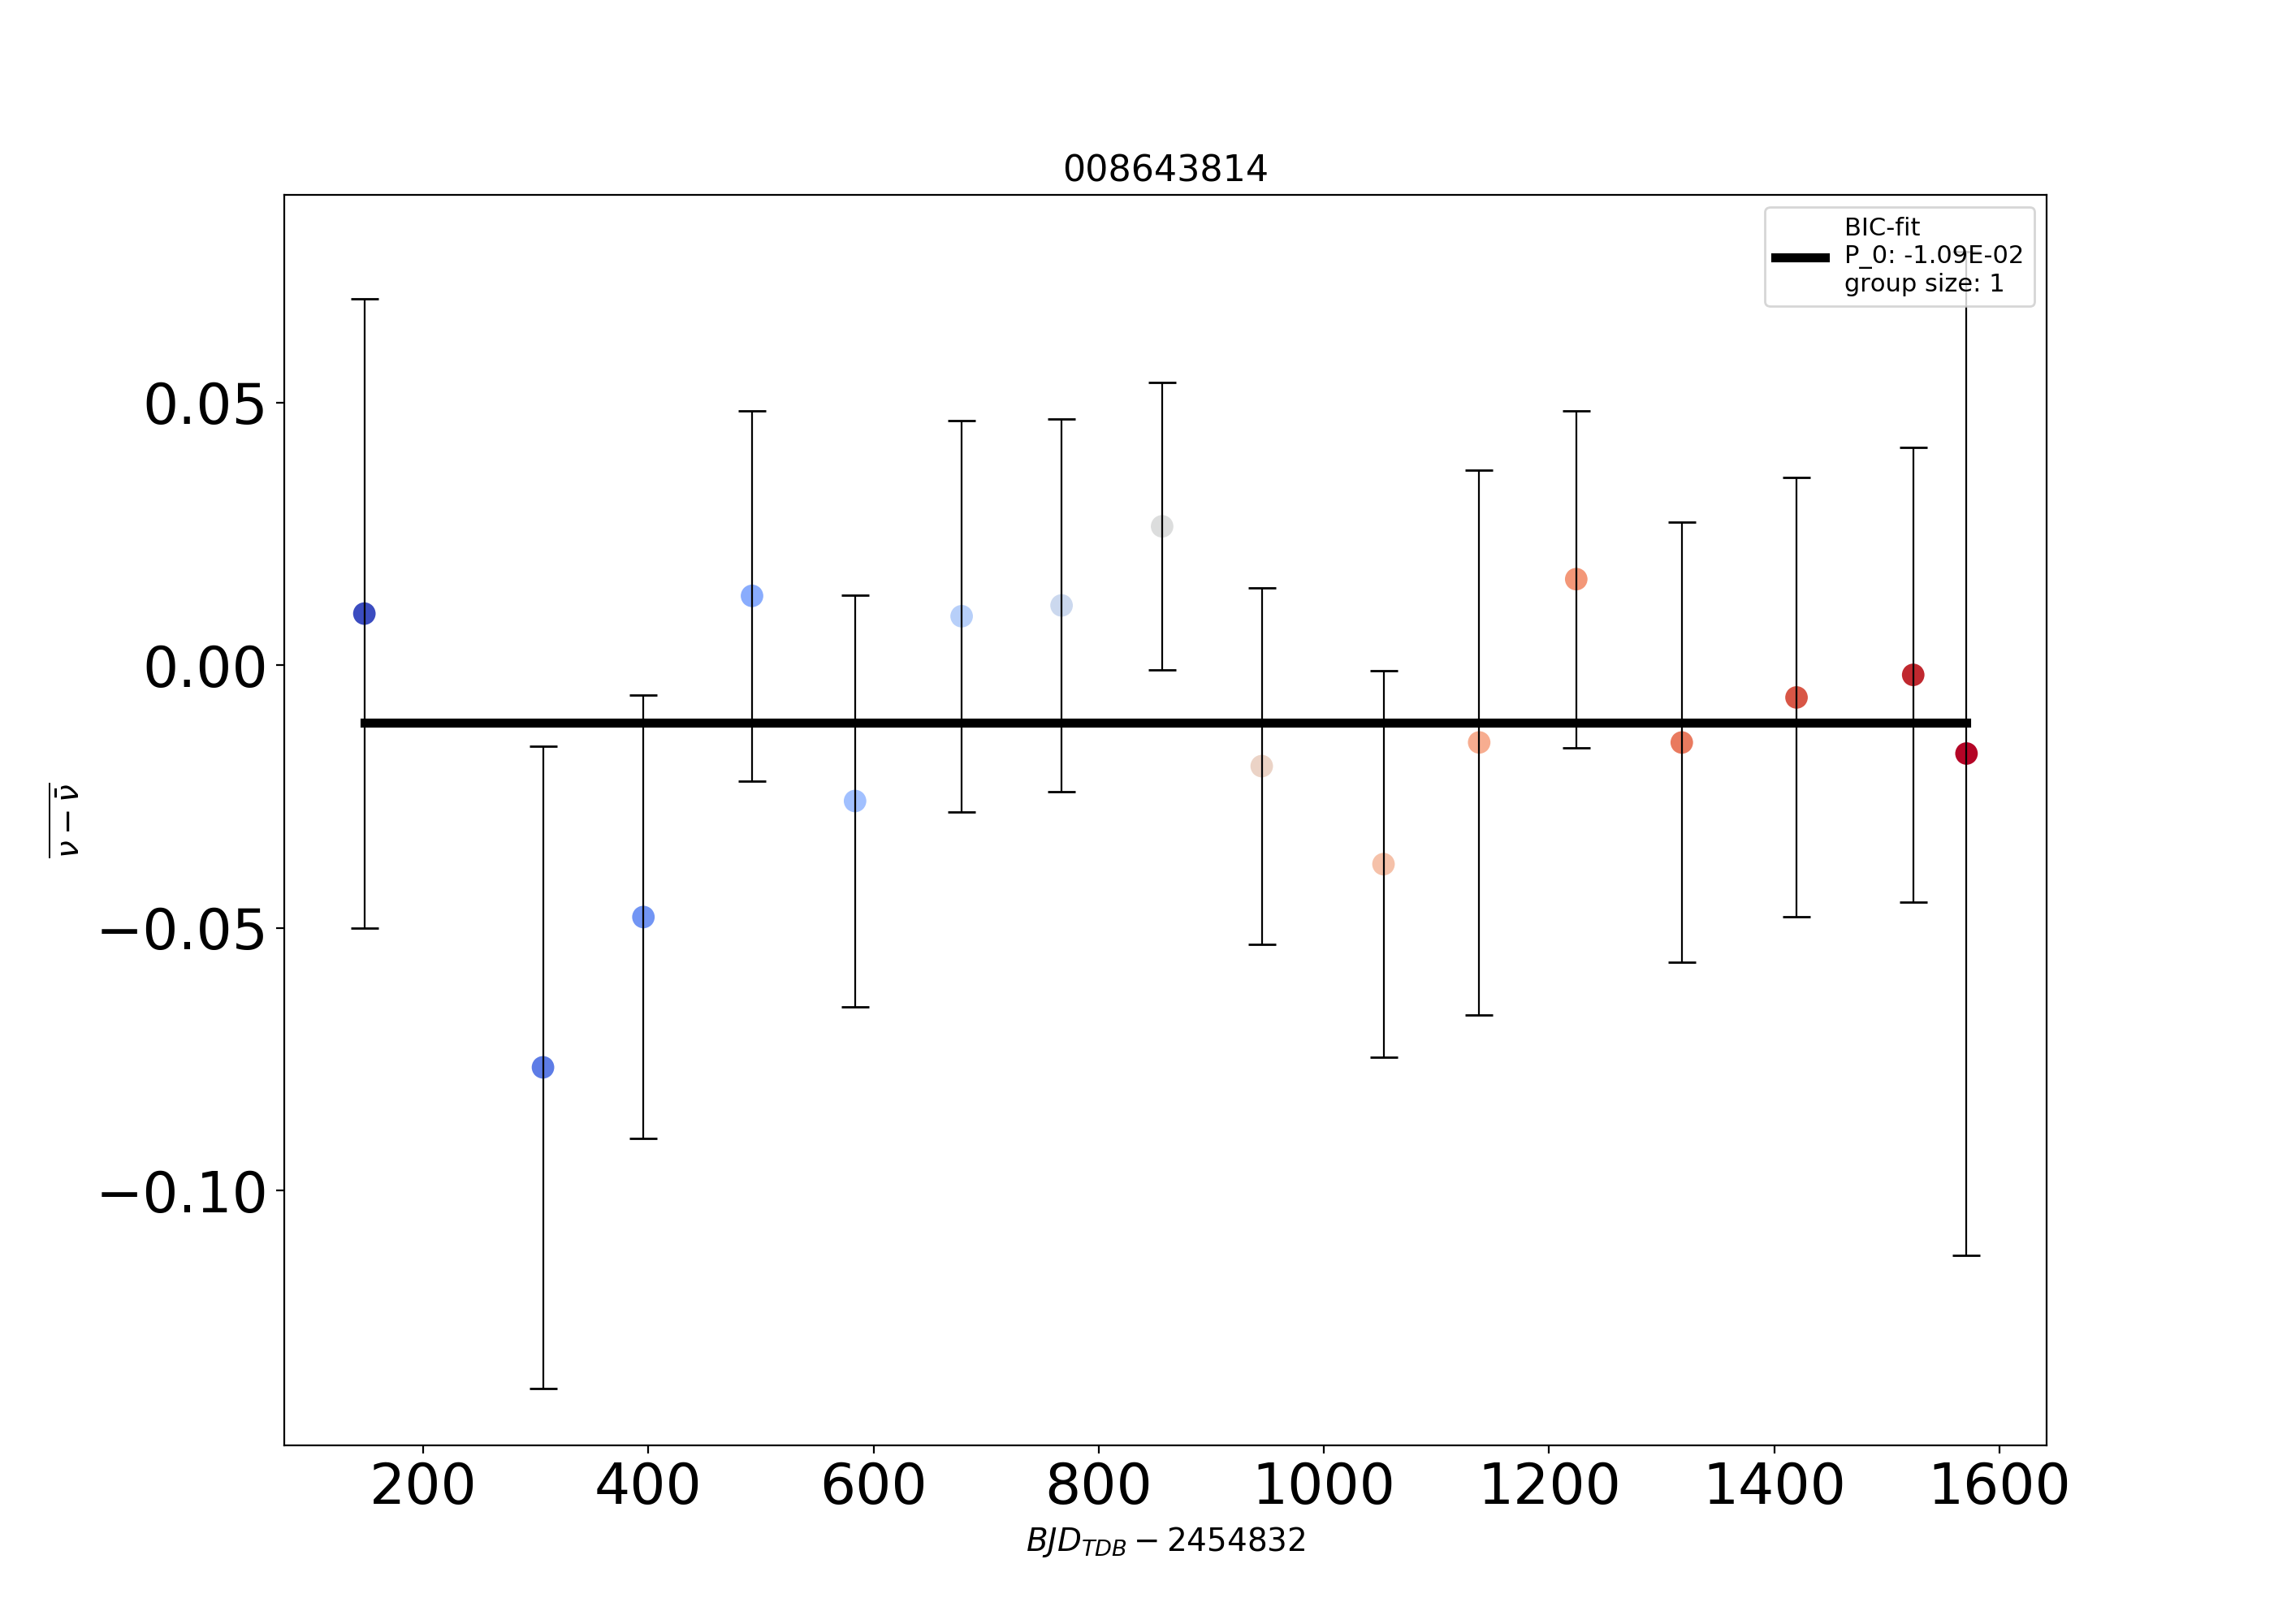 008643814
BIC-fit
P_0: -1.09E-02
group size: 1
0.05
0.00
−0.05
−0.10
ν − ν̄
200 400 600 800 1000 1200 1400 1600
BJD_TDB − 2454832